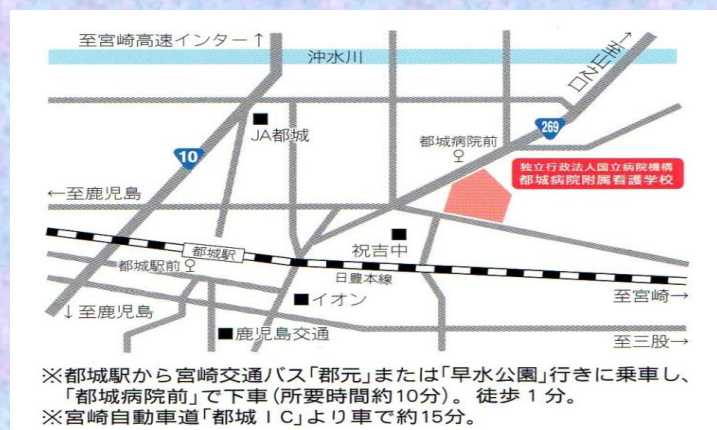 至宮崎高速インター↑
沖水川
至山之口→
269
JA都城
都城病院前
10
独立行政法人国立病院機構
都城病院附属看護学校
←至鹿児島
都城駅
祝吉中
都城駅前
日豊本線
イオン
至宮崎→
↓至鹿児島
鹿児島交通
至三股→
※都城駅から宮崎交通バス「郡元」または「早水公園」行きに乗車し、
「都城病院前」で下車(所要時間約10分)。徒歩1分。
※宮崎自動車道「都城IC」より車で約15分。